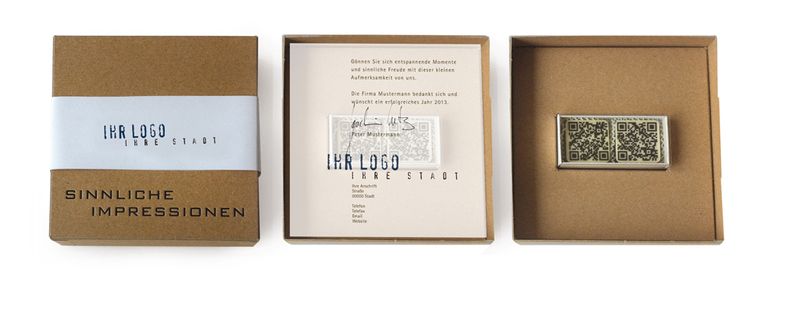 IHR LOGO
IHRE STADT
SINNLICHE
IMPRESSIONEN
Gönnen Sie sich entspannende Momente
und sinnliche Freude mit dieser kleinen
Aufmerksamkeit von uns.
Die Firma Mustermann bedankt sich und
wünscht ein erfolgreiches Jahr 2013.
Peter Mustermann
IHR LOGO
IHRE STADT
Ihre Anschrift
Straße
00000 Stadt
Telefon
Telefax
Email
Website